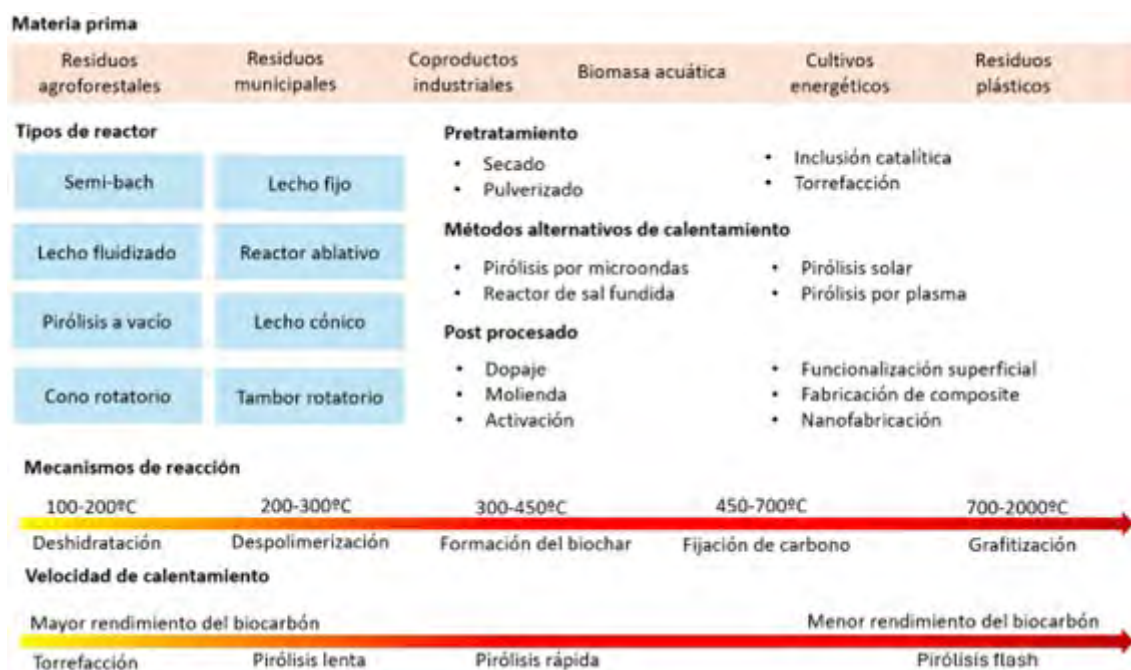 Materia prima
Residuos agroforestales
Residuos municipales
Coproductos industriales
Biomasa acuática
Cultivos energéticos
Residuos plásticos
Tipos de reactor
Semi-bach
Lecho fijo
Lecho fluidizado
Reactor ablativo
Pirólisis a vacío
Lecho cónico
Cono rotatorio
Tambor rotatorio
Pretratamiento
• Secado
• Pulverizado
• Inclusión catalítica
• Torrefacción
Métodos alternativos de calentamiento
• Pirólisis por microondas
• Reactor de sal fundida
• Pirólisis solar
• Pirólisis por plasma
Post procesado
• Dopaje
• Molienda
• Activación
• Funcionalización superficial
• Fabricación de composite
• Nanofabricación
Mecanismos de reacción
100-200ºC 200-300ºC 300-450ºC 450-700ºC 700-2000ºC
Deshidratación Despolimerización Formación del biochar Fijación de carbono Grafitización
Velocidad de calentamiento
Mayor rendimiento del biocarbón Menor rendimiento del biocarbón
Torrefacción Pirólisis lenta Pirólisis rápida Pirólisis flash